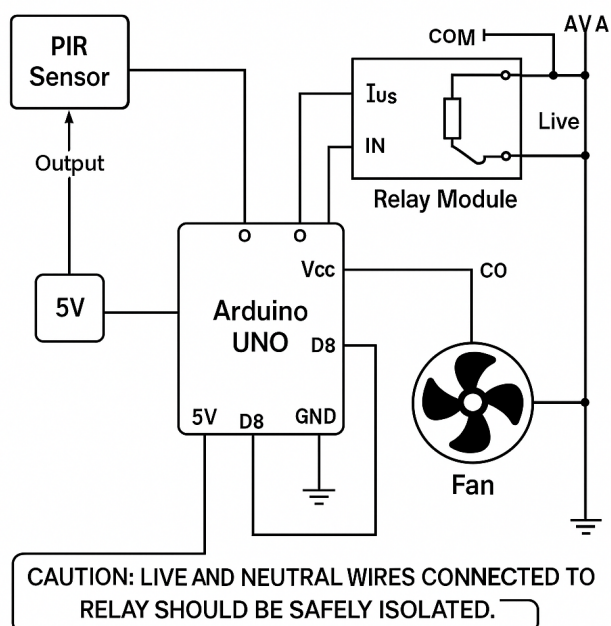 PIR
Sensor
Output
5V
COM
AVA
Ius
IN
Live
Relay Module
O
O
Vcc
CO
Arduino
UNO
D8
5V
D8
GND
Fan
CAUTION: LIVE AND NEUTRAL WIRES CONNECTED TO
RELAY SHOULD BE SAFELY ISOLATED.